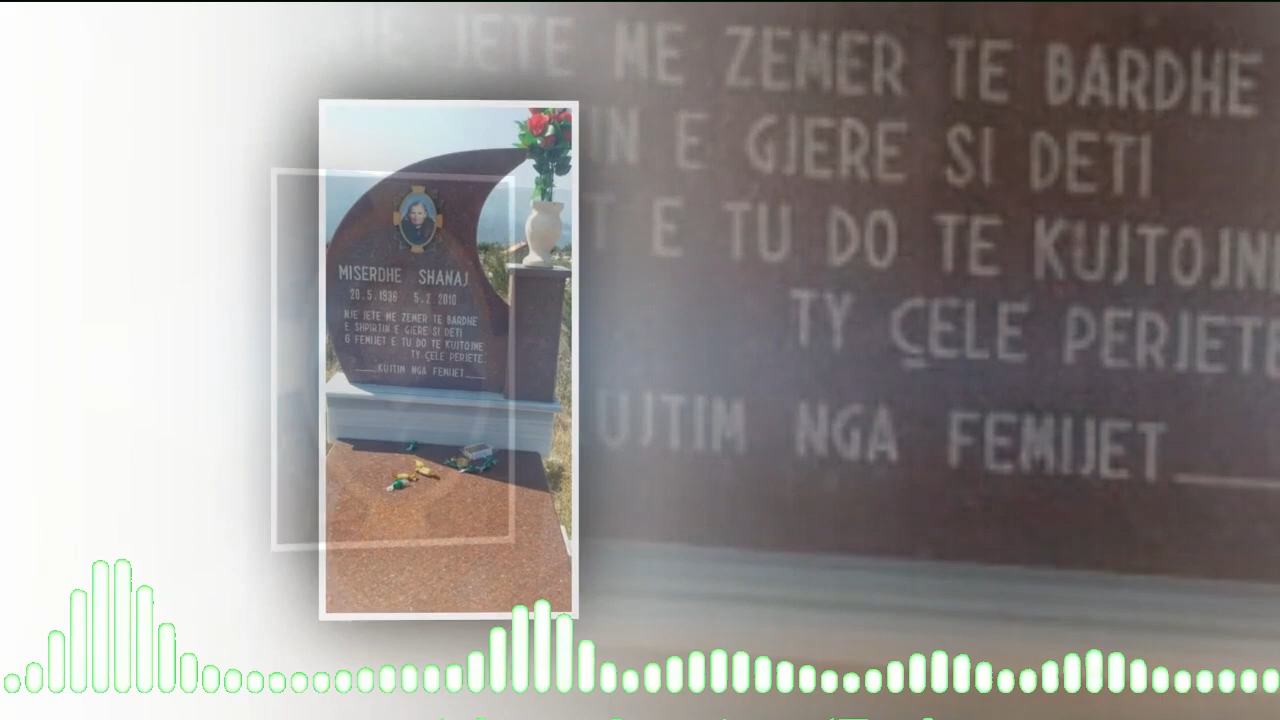 MISERDHE SHANAJ
20.5.1936 5.2.2010
NJE JETE ME ZEMER TE BARDHE
E SHPIRTIN E GJERE SI DETI
6 FEMIJET E TU DO TE KUJTOJNE
TY ÇELE PERJETE.
KUJTIM NGA FEMIJET
JETE ME ZEMER TE BARDHE
IN E GJERE SI DETI
T E TU DO TE KUJTOJNE
TY ÇELE PERJETE
UJTIM NGA FEMIJET